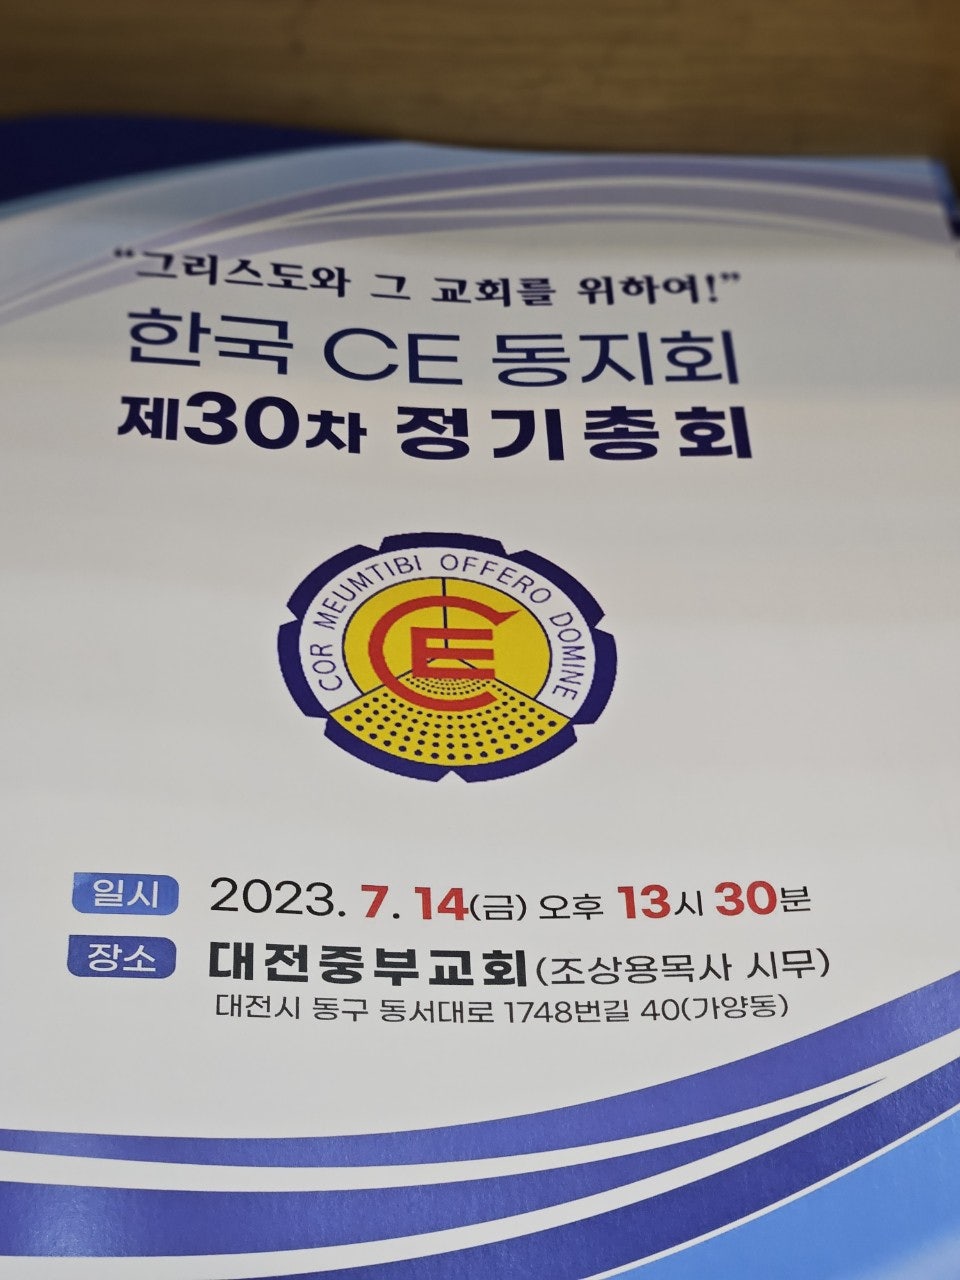 “그리스도와 그 교회를 위하여!”
한국 CE 동지회
제30차 정기총회
COR MEUMTIBI OFFERO DOMINE
CE
일시 2023. 7. 14(금) 오후 13시 30분
장소 대전중부교회(조상용목사 시무)
대전시 동구 동서대로 1748번길 40(가양동)